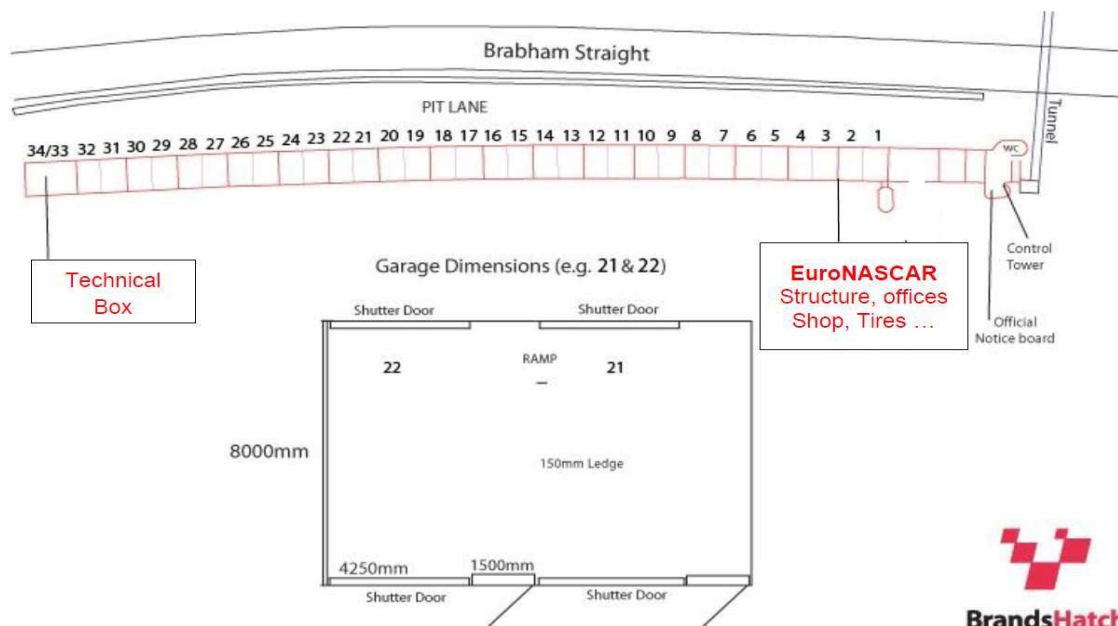 Brabham Straight
Tunnel
PIT LANE
34/33 32 31 30 29 28 27 26 25 24 23 22 21 20 19 18 17 16 15 14 13 12 11 10 9 8 7 6 5 4 3 2 1
WC
Technical
Box
EuroNASCAR
Structure, offices
Shop, Tires …
Control
Tower
Official
Notice board
Garage Dimensions (e.g. 21 & 22)
Shutter Door
Shutter Door
22
RAMP
21
8000mm
150mm Ledge
4250mm
1500mm
Shutter Door
Shutter Door
BrandsHatch